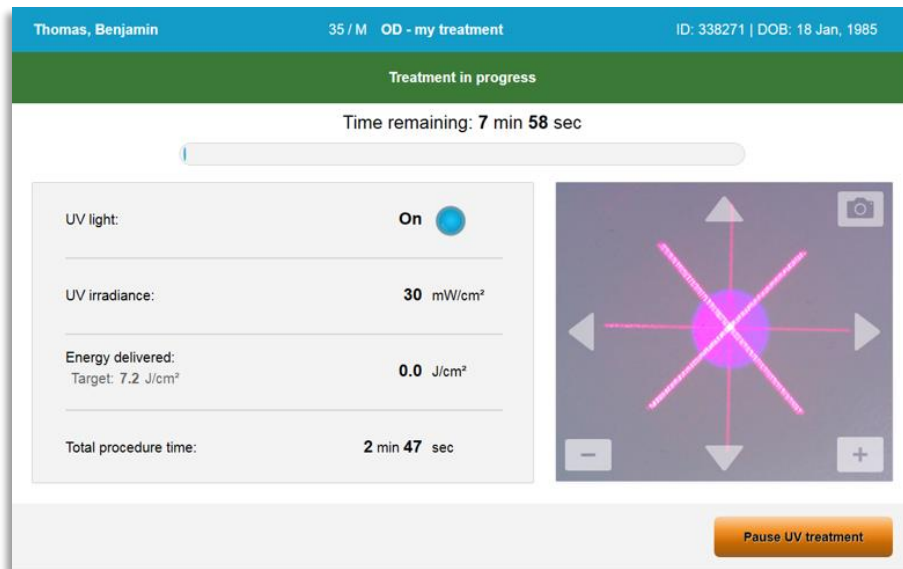 Thomas, Benjamin 35 / M OD - my treatment ID: 338271 | DOB: 18 Jan, 1985
Treatment in progress
Time remaining: 7 min 58 sec
UV light: On
UV irradiance: 30 mW/cm²
Energy delivered:
Target: 7.2 J/cm² 0.0 J/cm²
Total procedure time: 2 min 47 sec
Pause UV treatment